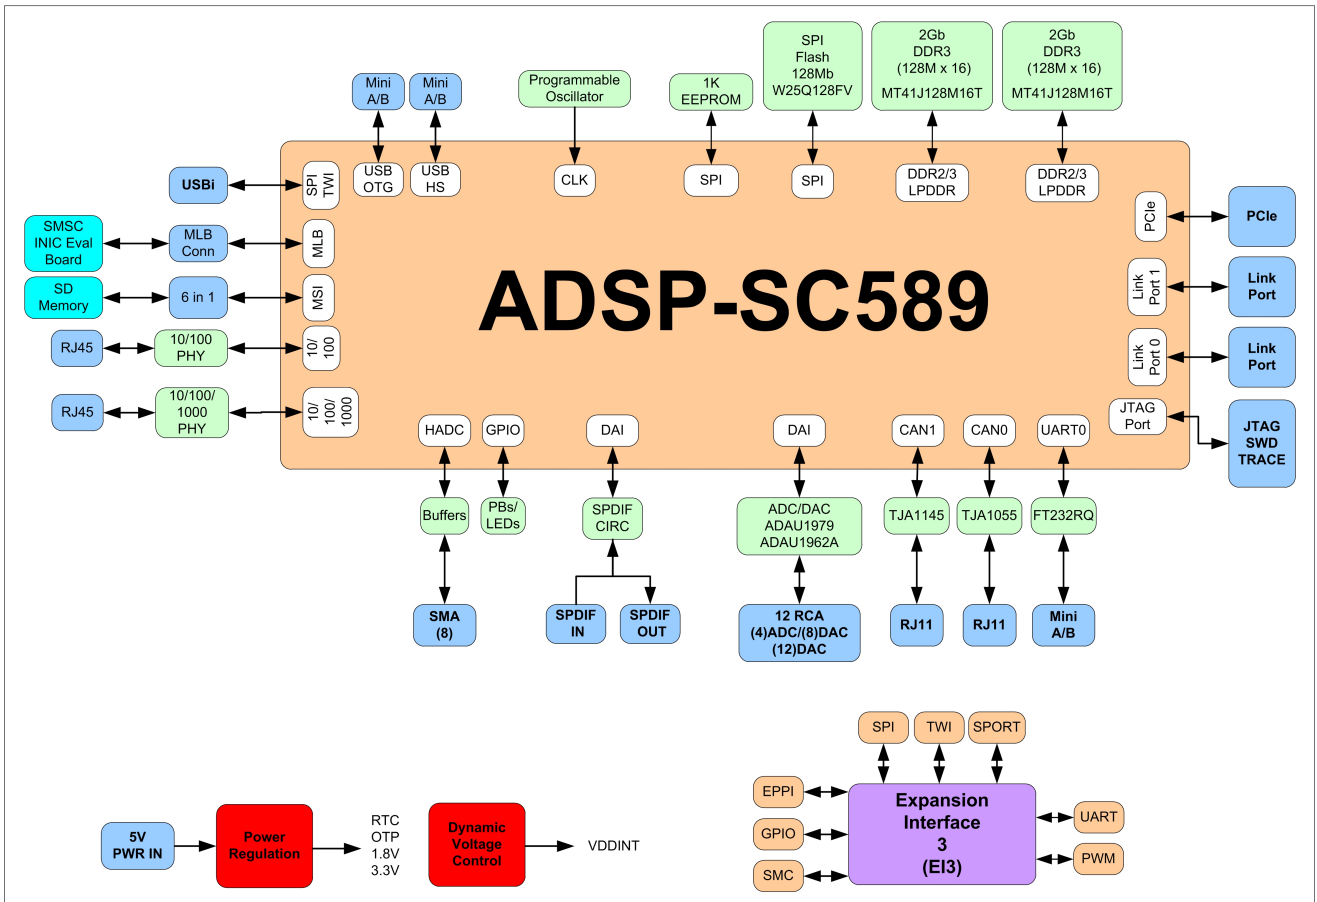 Mini
A/B
Mini
A/B
Programmable
Oscillator
1K
EEPROM
SPI
Flash
128Mb
W25Q128FV
2Gb
DDR3
(128M x 16)
MT41J128M16T
2Gb
DDR3
(128M x 16)
MT41J128M16T
USB
OTG
USB
HS
CLK
SPI
SPI
DDR2/3
LPDDR
DDR2/3
LPDDR
USBi
SPI
TWI
SMSC
INIC Eval
Board
MLB
Conn
MLB
SD
Memory
6 in 1
MSI
RJ45
10/100
PHY
10/
100
RJ45
10/100/
1000
PHY
10/
100/
1000
ADSP-SC589
PCIe
PCIe
Link
Port 1
Link
Port
Link
Port 0
Link
Port
JTAG
Port
JTAG
SWD
TRACE
HADC
GPIO
DAI
DAI
CAN1
CAN0
UART0
Buffers
PBs/
LEDs
SPDIF
CIRC
ADC/DAC
ADAU1979
ADAU1962A
TJA1145
TJA1055
FT232RQ
SMA
(8)
SPDIF
IN
SPDIF
OUT
12 RCA
(4)ADC/(8)DAC
(12)DAC
RJ11
RJ11
Mini
A/B
5V
PWR IN
Power
Regulation
RTC
OTP
1.8V
3.3V
Dynamic
Voltage
Control
VDDINT
SPI
TWI
SPORT
EPPI
GPIO
SMC
Expansion
Interface
3
(EI3)
UART
PWM